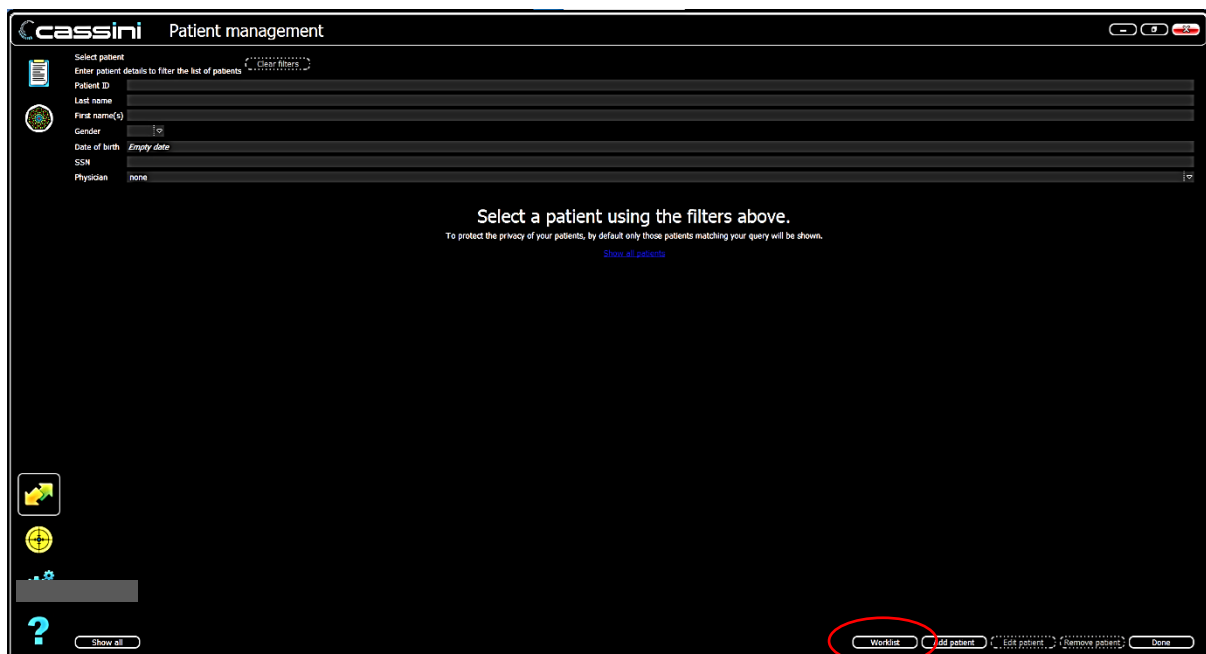 cassini Patient management
Select patient
Enter patient details to filter the list of patients Clear filters
Patient ID
Last name
First name(s)
Gender
Date of birth Empty date
SSN
Physician none
Select a patient using the filters above.
To protect the privacy of your patients, by default only those patients matching your query will be shown.
Show all patients
?
Show all Worklist Add patient Edit patient Remove patient Done